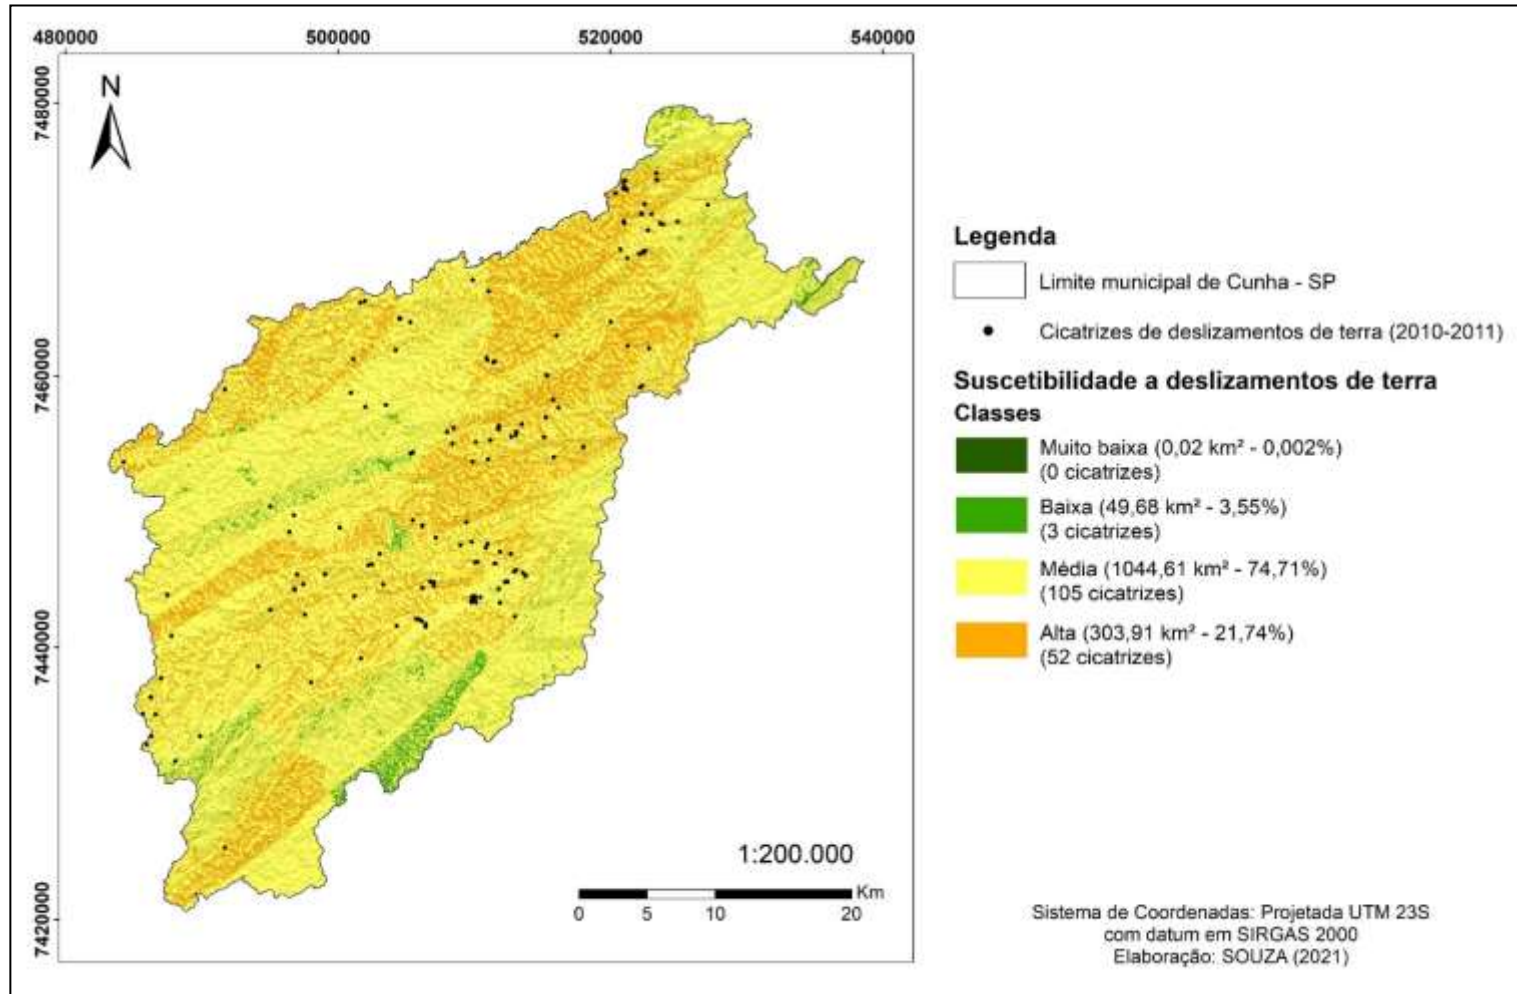 480000
500000
520000
540000
N
7480000
7460000
7440000
7420000
Legenda
Limite municipal de Cunha - SP
Cicatrizes de deslizamentos de terra (2010-2011)
Suscetibilidade a deslizamentos de terra
Classes
Muito baixa (0,02 km² - 0,002%)
(0 cicatrizes)
Baixa (49,68 km² - 3,55%)
(3 cicatrizes)
Média (1044,61 km² - 74,71%)
(105 cicatrizes)
Alta (303,91 km² - 21,74%)
(52 cicatrizes)
1:200.000
Km
0 5 10 20
Sistema de Coordenadas: Projetada UTM 23S
com datum em SIRGAS 2000
Elaboração: SOUZA (2021)